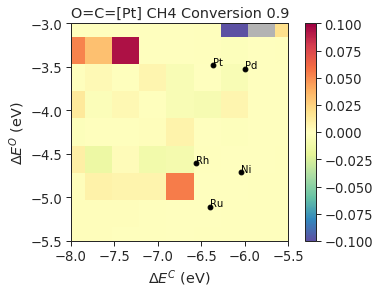 O=C=[Pt] CH4 Conversion 0.9
−3.0
−3.5
−4.0
−4.5
−5.0
−5.5
ΔE^O (eV)
Pt
Pd
Rh
Ni
Ru
−8.0 −7.5 −7.0 −6.5 −6.0 −5.5
ΔE^C (eV)
0.100
0.075
0.050
0.025
0.000
−0.025
−0.050
−0.075
−0.100